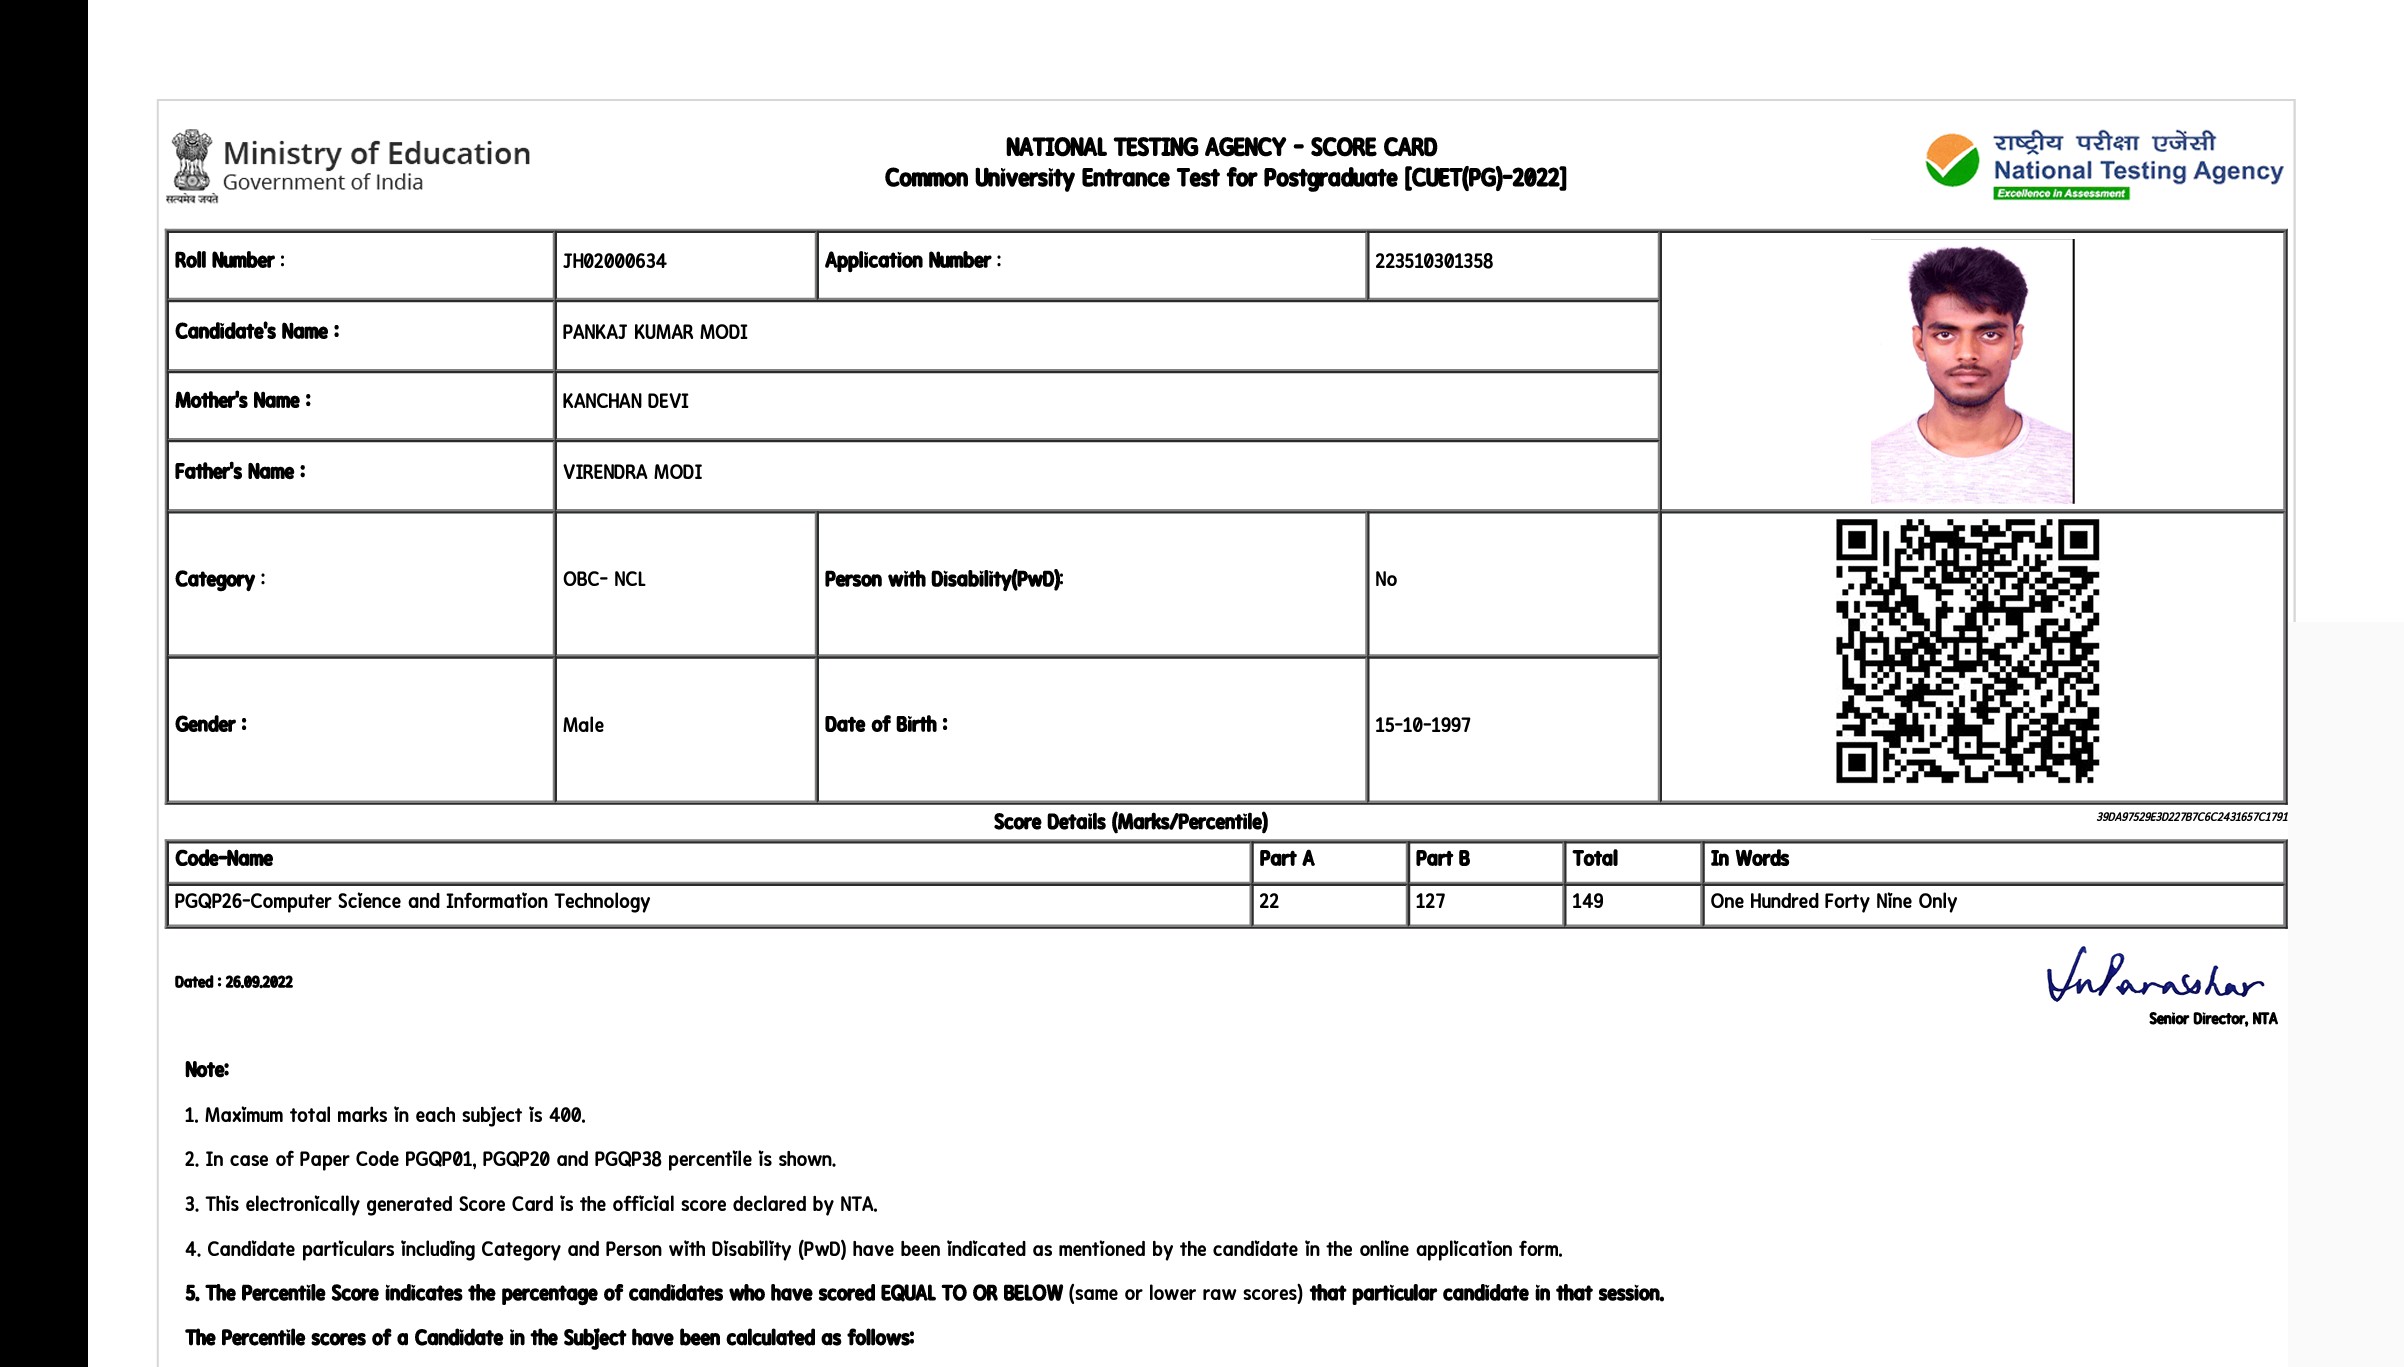 Ministry of Education
Government of India
सत्यमेव जयते
NATIONAL TESTING AGENCY - SCORE CARD
Common University Entrance Test for Postgraduate [CUET(PG)-2022]
राष्ट्रीय परीक्षा एजेंसी
National Testing Agency
Excellence in Assessment
Roll Number : JH02000634 Application Number : 223510301358
Candidate's Name : PANKAJ KUMAR MODI
Mother's Name : KANCHAN DEVI
Father's Name : VIRENDRA MODI
Category : OBC- NCL Person with Disability(PwD): No
Gender : Male Date of Birth : 15-10-1997
39DA97529E3D227B7C6C2431657C1791
Score Details (Marks/Percentile)
Code-Name Part A Part B Total In Words
PGQP26-Computer Science and Information Technology 22 127 149 One Hundred Forty Nine Only
Dated : 26.09.2022
Senior Director, NTA
Note:
1. Maximum total marks in each subject is 400.
2. In case of Paper Code PGQP01, PGQP20 and PGQP38 percentile is shown.
3. This electronically generated Score Card is the official score declared by NTA.
4. Candidate particulars including Category and Person with Disability (PwD) have been indicated as mentioned by the candidate in the online application form.
5. The Percentile Score indicates the percentage of candidates who have scored EQUAL TO OR BELOW (same or lower raw scores) that particular candidate in that session.
The Percentile scores of a Candidate in the Subject have been calculated as follows: